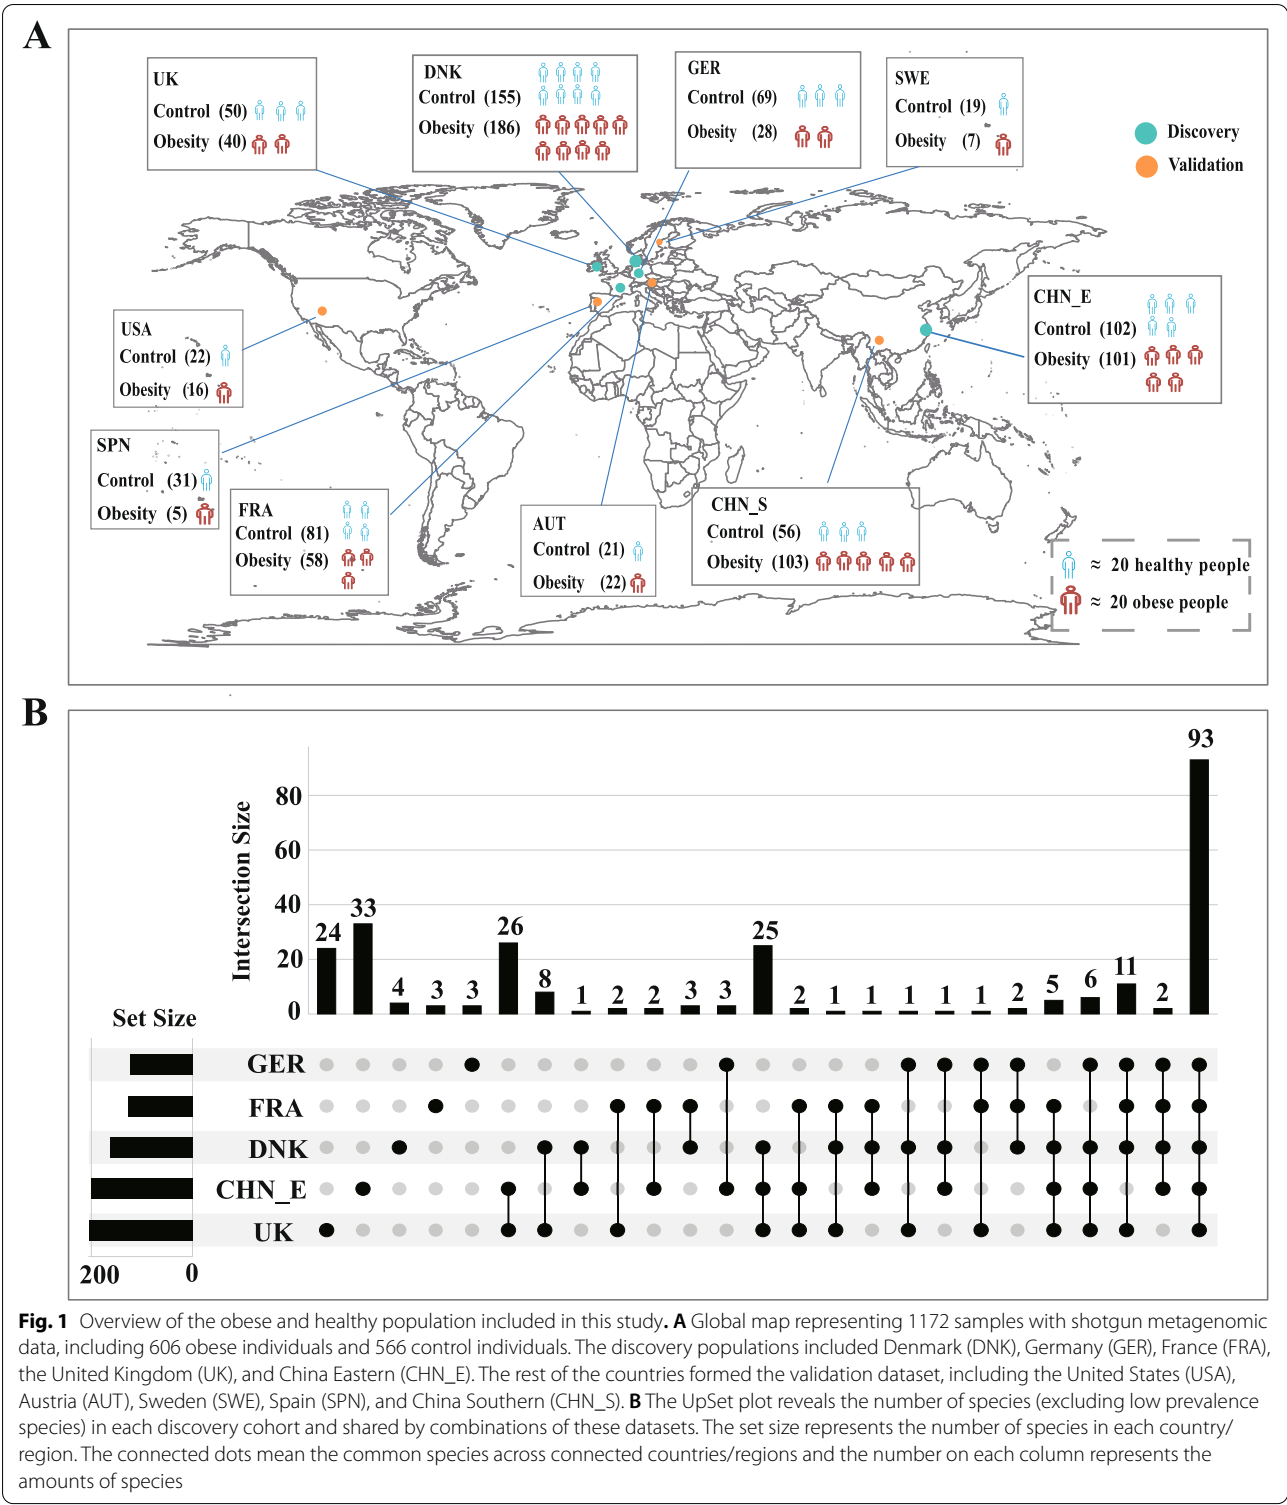 A
UK
Control (50)
Obesity (40)
DNK
Control (155)
Obesity (186)
GER
Control (69)
Obesity (28)
SWE
Control (19)
Obesity (7)
Discovery
Validation
USA
Control (22)
Obesity (16)
CHN_E
Control (102)
Obesity (101)
SPN
Control (31)
Obesity (5)
FRA
Control (81)
Obesity (58)
AUT
Control (21)
Obesity (22)
CHN_S
Control (56)
Obesity (103)
≈ 20 healthy people
≈ 20 obese people
B
Intersection Size
80
60
40
20
0
24 33 4 3 3 26 8 1 2 2 3 3 25 2 1 1 1 1 1 2 5 6 11 2 93
Set Size
GER
FRA
DNK
CHN_E
UK
200 0
Fig. 1 Overview of the obese and healthy population included in this study. A Global map representing 1172 samples with shotgun metagenomic
data, including 606 obese individuals and 566 control individuals. The discovery populations included Denmark (DNK), Germany (GER), France (FRA),
the United Kingdom (UK), and China Eastern (CHN_E). The rest of the countries formed the validation dataset, including the United States (USA),
Austria (AUT), Sweden (SWE), Spain (SPN), and China Southern (CHN_S). B The UpSet plot reveals the number of species (excluding low prevalence
species) in each discovery cohort and shared by combinations of these datasets. The set size represents the number of species in each country/
region. The connected dots mean the common species across connected countries/regions and the number on each column represents the
amounts of species